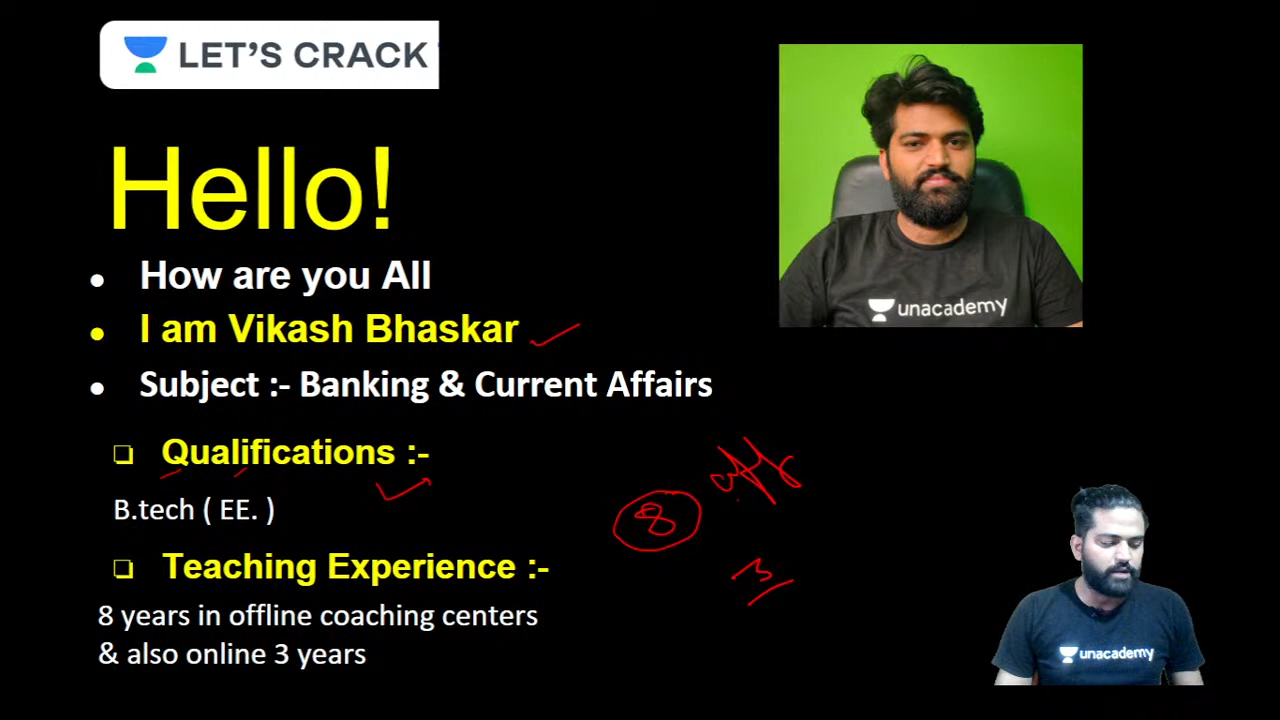 LET'S CRACK
Hello!
How are you All
I am Vikash Bhaskar
Subject :- Banking & Current Affairs
Qualifications :-
B.tech ( EE. )
Teaching Experience :-
8 years in offline coaching centers
& also online 3 years
off
8
3
unacademy
unacademy